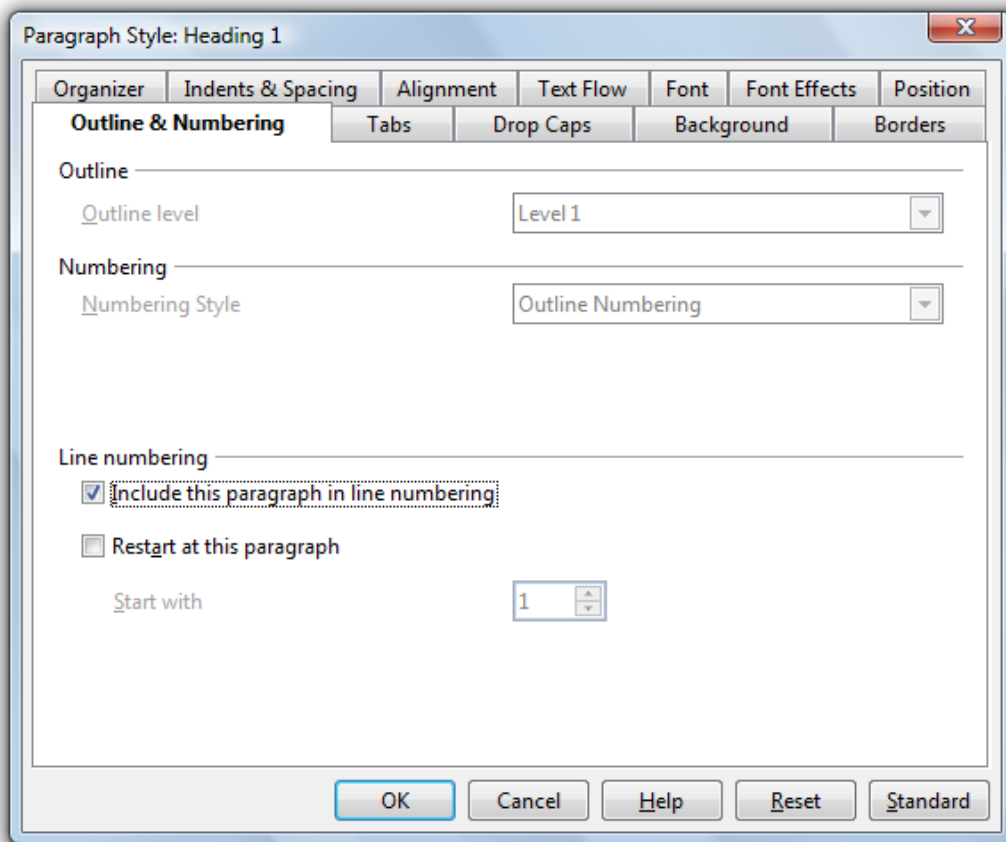 Paragraph Style: Heading 1
X
Organizer Indents & Spacing Alignment Text Flow Font Font Effects Position
Outline & Numbering Tabs Drop Caps Background Borders
Outline
Outline level Level 1
Numbering
Numbering Style Outline Numbering
Line numbering
Include this paragraph in line numbering
Restart at this paragraph
Start with 1
OK Cancel Help Reset Standard